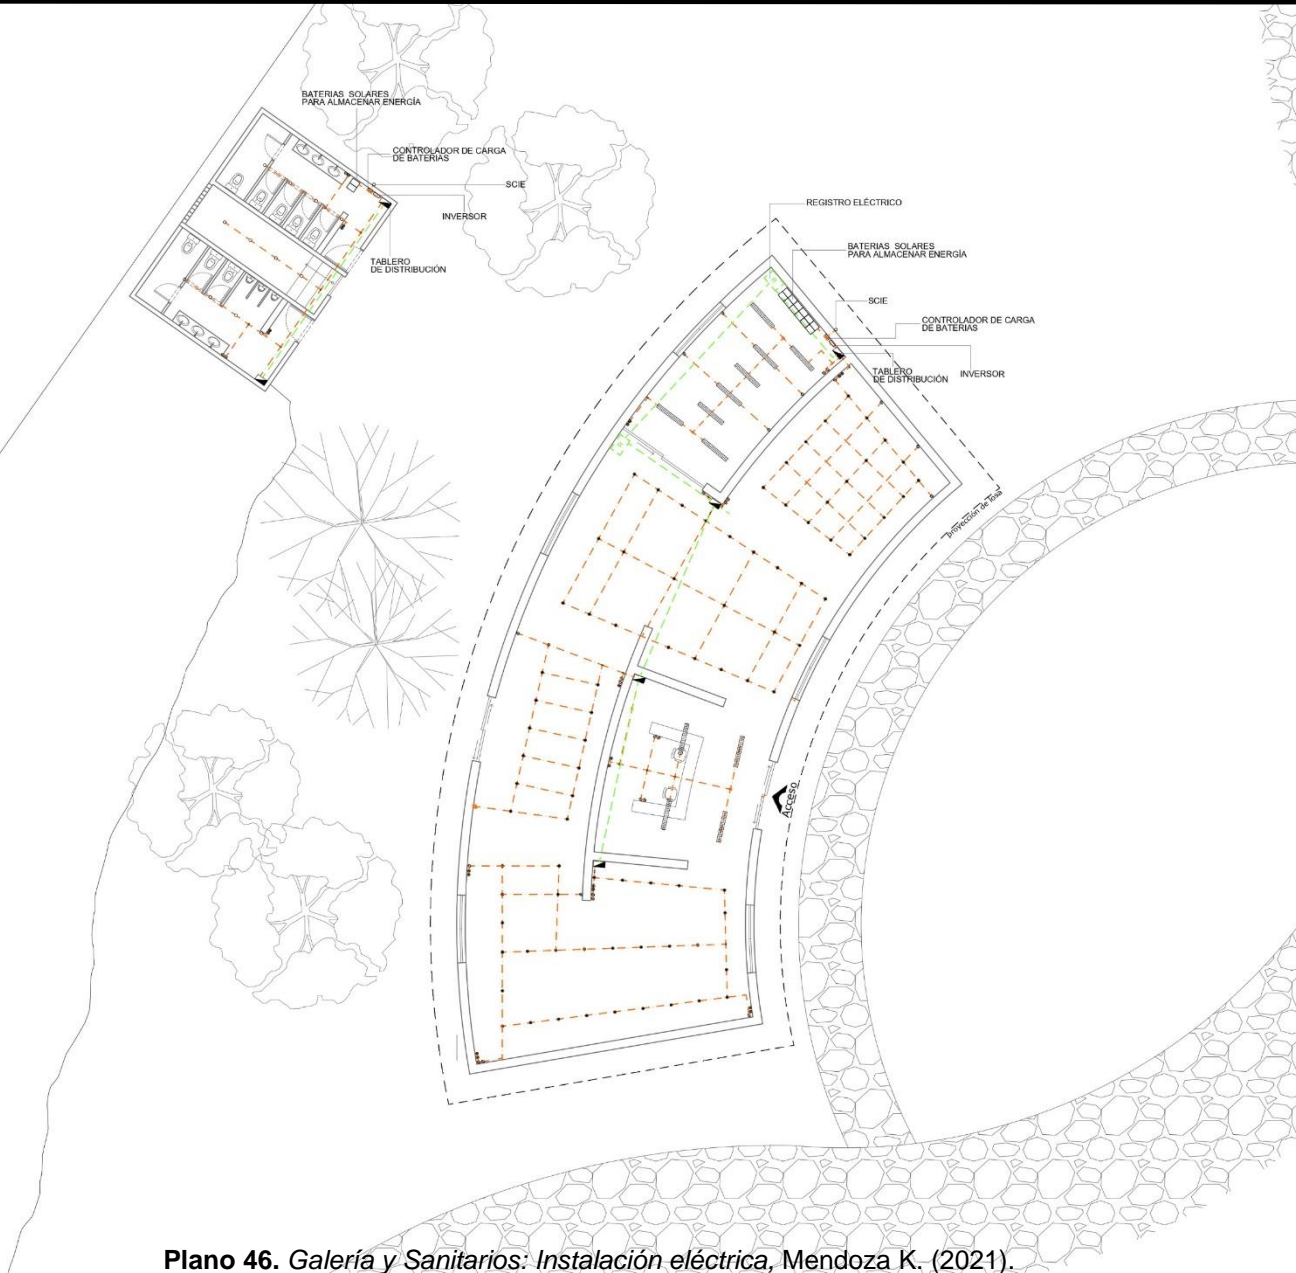 BATERIAS SOLARES
PARA ALMACENAR ENERGÍA
CONTROLADOR DE CARGA
DE BATERIAS
SCIE
INVERSOR
TABLERO
DE DISTRIBUCIÓN
REGISTRO ELÉCTRICO
BATERIAS SOLARES
PARA ALMACENAR ENERGÍA
SCIE
CONTROLADOR DE CARGA
DE BATERIAS
TABLERO
DE DISTRIBUCIÓN
INVERSOR
proyección de losa
Acceso
Plano 46. Galería y Sanitarios: Instalación eléctrica, Mendoza K. (2021).